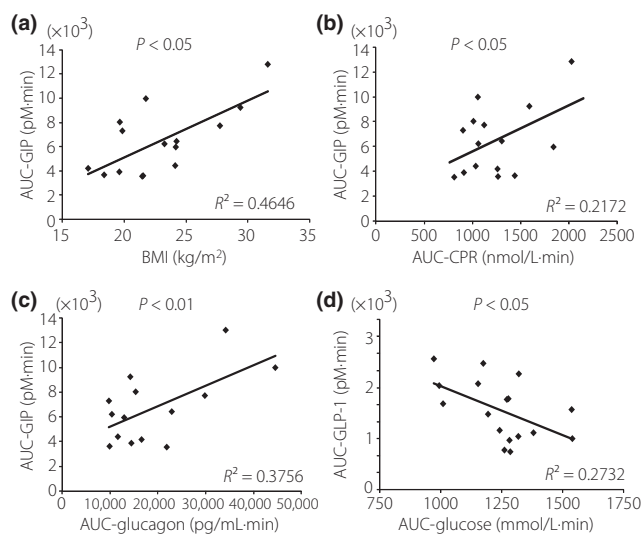 (a)
(×10³)
P < 0.05
14
12
10
8
6
4
2
0
AUC-GIP (pM·min)
R² = 0.4646
15 20 25 30 35
BMI (kg/m²)
(b)
(×10³)
P < 0.05
14
12
10
8
6
4
2
0
AUC-GIP (pM·min)
R² = 0.2172
0 500 1000 1500 2000 2500
AUC-CPR (nmol/L·min)
(c)
(×10³)
P < 0.01
14
12
10
8
6
4
2
0
AUC-GIP (pM·min)
R² = 0.3756
10,000 20,000 30,000 40,000 50,000
AUC-glucagon (pg/mL·min)
(d)
(×10³)
P < 0.05
3
2
1
0
AUC-GLP-1 (pM·min)
R² = 0.2732
750 1000 1250 1500 1750
AUC-glucose (mmol/L·min)